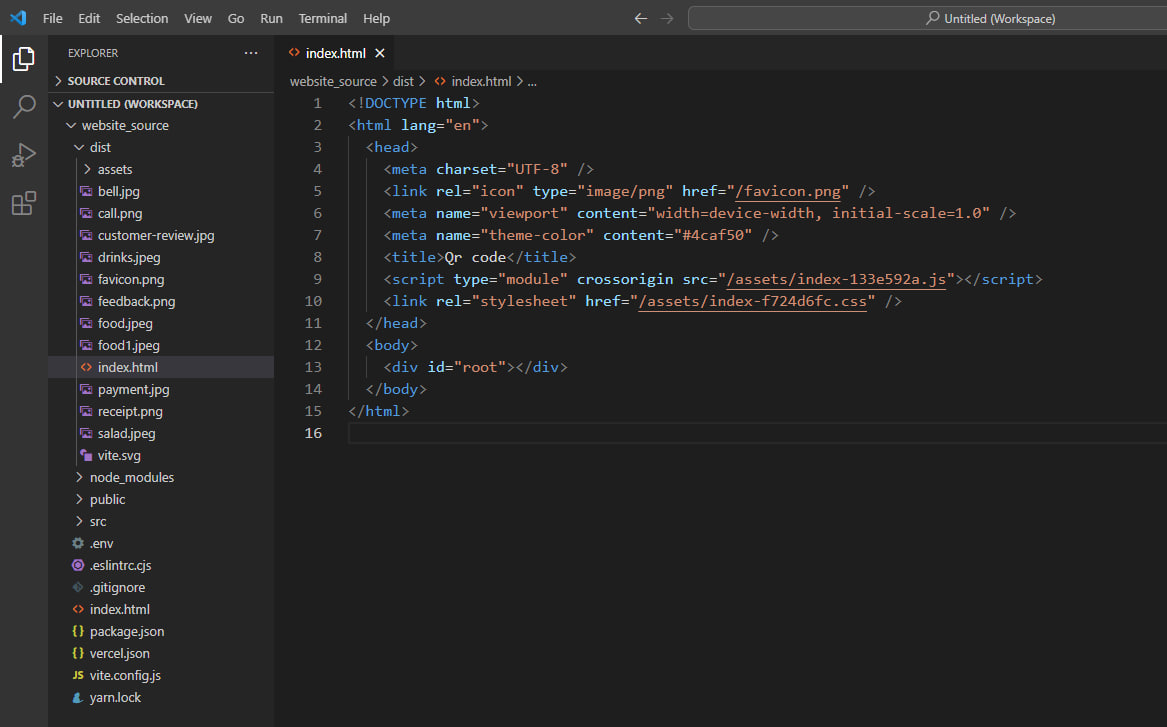 File Edit Selection View Go Run Terminal Help
Untitled (Workspace)
EXPLORER ...
SOURCE CONTROL
UNTITLED (WORKSPACE)
website_source
dist
assets
bell.jpg
call.png
customer-review.jpg
drinks.jpeg
favicon.png
feedback.png
food.jpeg
food1.jpeg
index.html
payment.jpg
receipt.png
salad.jpeg
vite.svg
node_modules
public
src
.env
.eslintrc.cjs
.gitignore
index.html
package.json
vercel.json
JS vite.config.js
yarn.lock
index.html
website_source > dist > index.html > ...
1 <!DOCTYPE html>
2 <html lang="en">
3 <head>
4 <meta charset="UTF-8" />
5 <link rel="icon" type="image/png" href="/favicon.png" />
6 <meta name="viewport" content="width=device-width, initial-scale=1.0" />
7 <meta name="theme-color" content="#4caf50" />
8 <title>Qr code</title>
9 <script type="module" crossorigin src="/assets/index-133e592a.js"></script>
10 <link rel="stylesheet" href="/assets/index-f724d6fc.css" />
11 </head>
12 <body>
13 <div id="root"></div>
14 </body>
15 </html>
16